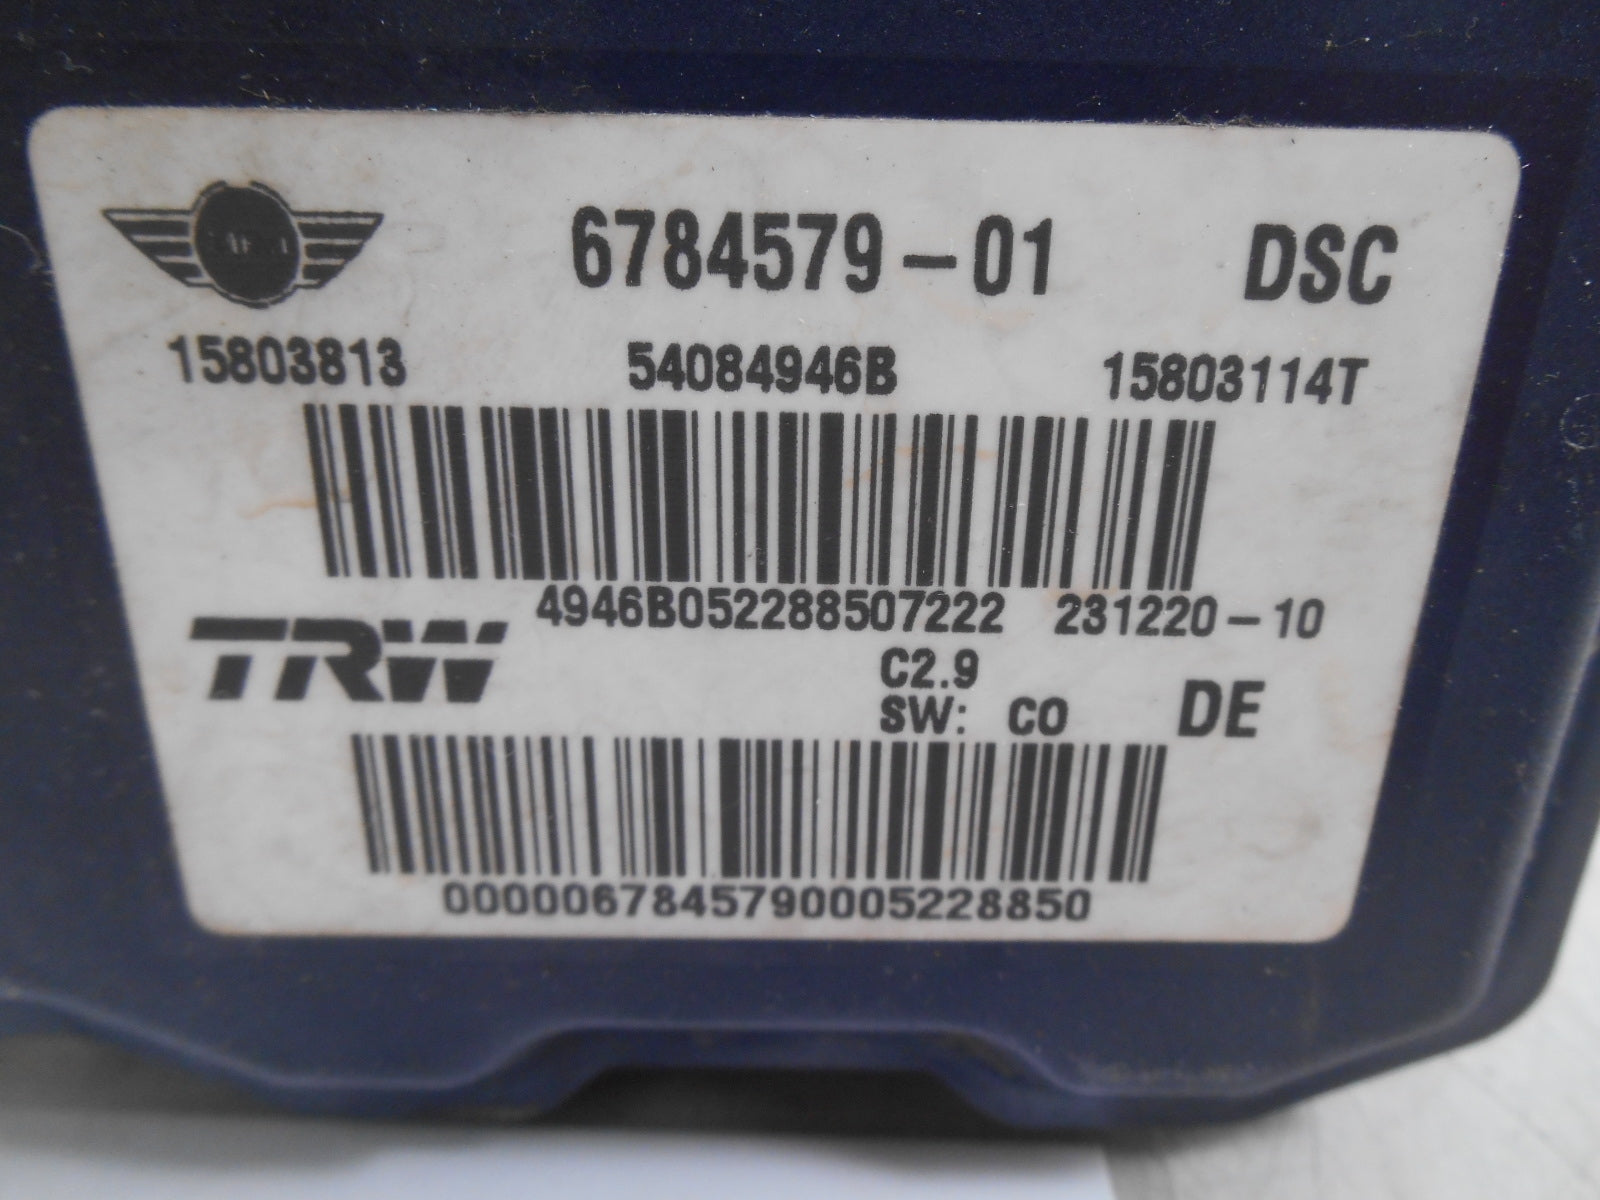 6784579-01 DSC
15803813 54084946B 15803114T
4946B052288507222 231220-10
TRW
C2.9
SW: CO DE
0000067845790005228850